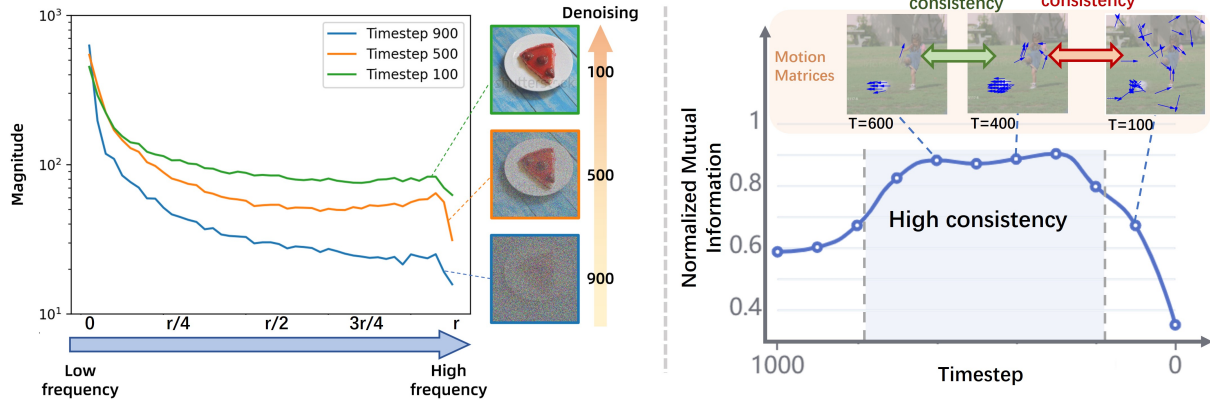 10³
10²
10¹
Magnitude
Timestep 900
Timestep 500
Timestep 100
0
r/4
r/2
3r/4
r
Low
frequency
High
frequency
Denoising
100
500
900
consistency
consistency
Motion
Matrices
T=600
T=400
T=100
Normalized Mutual
Information
1
0.8
0.6
0.4
High consistency
1000
0
Timestep